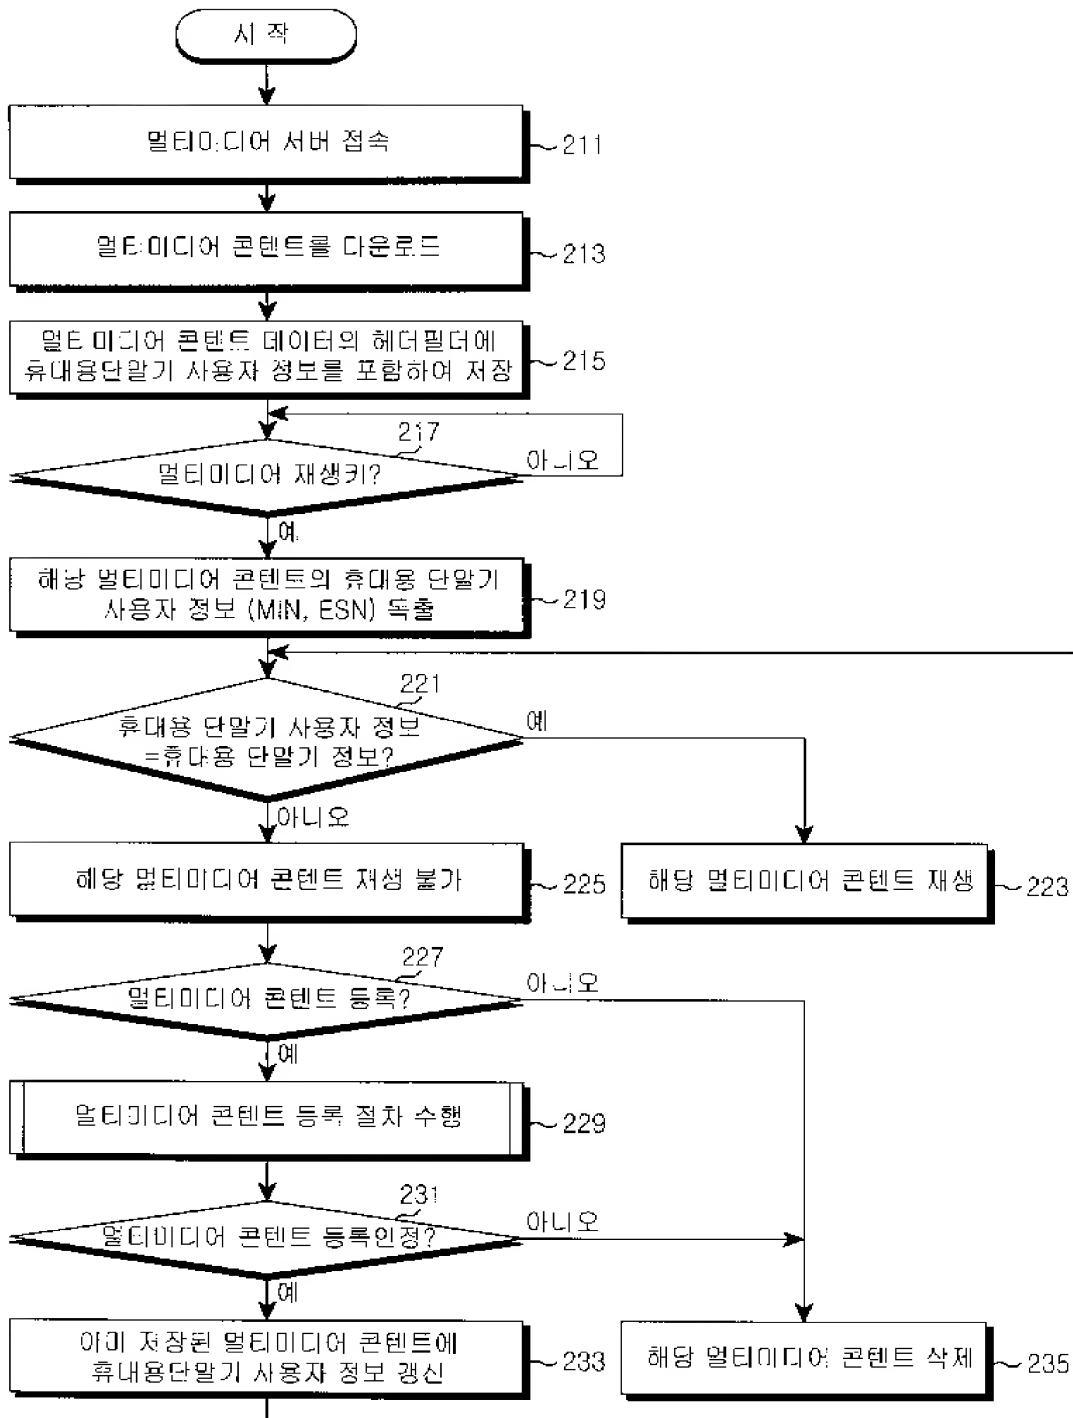 시 작
멀티미디어 서버 접속
211
멀티미디어 콘텐트를 다운로드
213
멀티미디어 콘텐트 데이터의 헤더필더에
휴대용단말기 사용자 정보를 포함하여 저장
215
217
멀티미디어 재생키?
아니오
예
해당 멀티미디어 콘텐트의 휴대용 단말기
사용자 정보 (MIN, ESN) 독출
219
221
휴대용 단말기 사용자 정보
=휴대용 단말기 정보?
예
아니오
해당 멀티미디어 콘텐트 재생 불가
225
해당 멀티미디어 콘텐트 재생
223
227
멀티미디어 콘텐트 등록?
아니오
예
멀티미디어 콘텐트 등록 절차 수행
229
231
멀티미디어 콘텐트 등록인정?
아니오
예
이미 저장된 멀티미디어 콘텐트에
휴대용단말기 사용자 정보 갱신
233
해당 멀티미디어 콘텐트 삭제
235